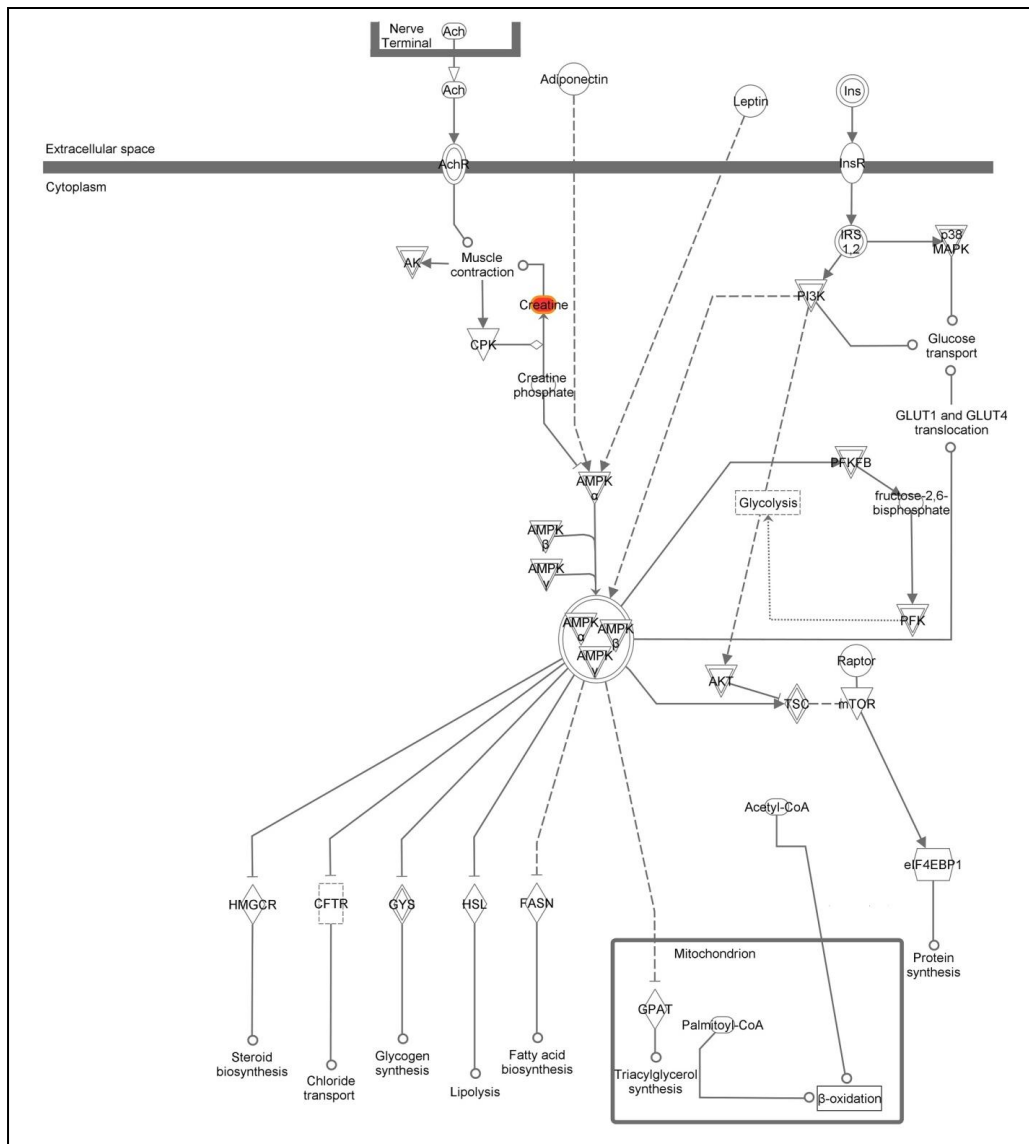 Nerve
Terminal
Ach
Ach
Adiponectin
Leptin
Ins
Extracellular space
AchR
InsR
Cytoplasm
IRS
1,2
p38
MAPK
AK
Muscle
contraction
PI3K
Creatine
CPK
Glucose
transport
Creatine
phosphate
GLUT1 and GLUT4
translocation
PFKFB
AMPK
α
Glycolysis
fructose-2,6-
bisphosphate
AMPK
β
AMPK
γ
AMPK
α
AMPK
β
AMPK
γ
PFK
Raptor
AKT
TSC
mTOR
Acetyl-CoA
eIF4EBP1
HMGCR
CFTR
GYS
HSL
FASN
Mitochondrion
Protein
synthesis
GPAT
Palmitoyl-CoA
Steroid
biosynthesis
Chloride
transport
Glycogen
synthesis
Lipolysis
Fatty acid
biosynthesis
Triacylglycerol
synthesis
β-oxidation